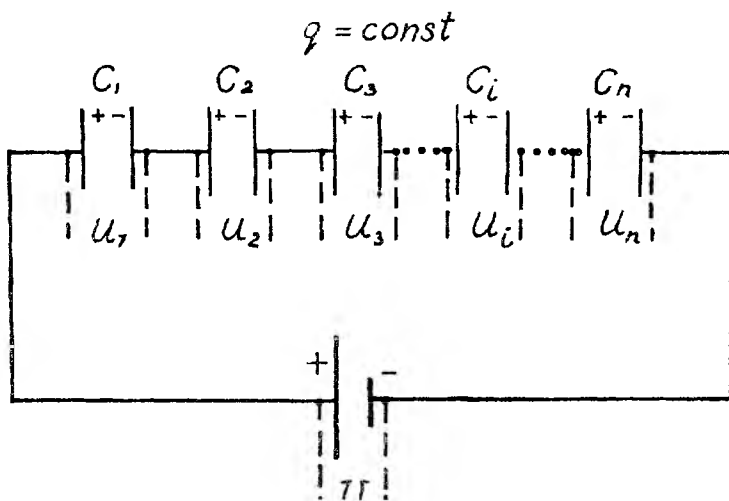 q = const
C₁ C₂ C₃ Cᵢ Cₙ
+ - + - + - + - + -
U₁ U₂ U₃ Uᵢ Uₙ
+ -